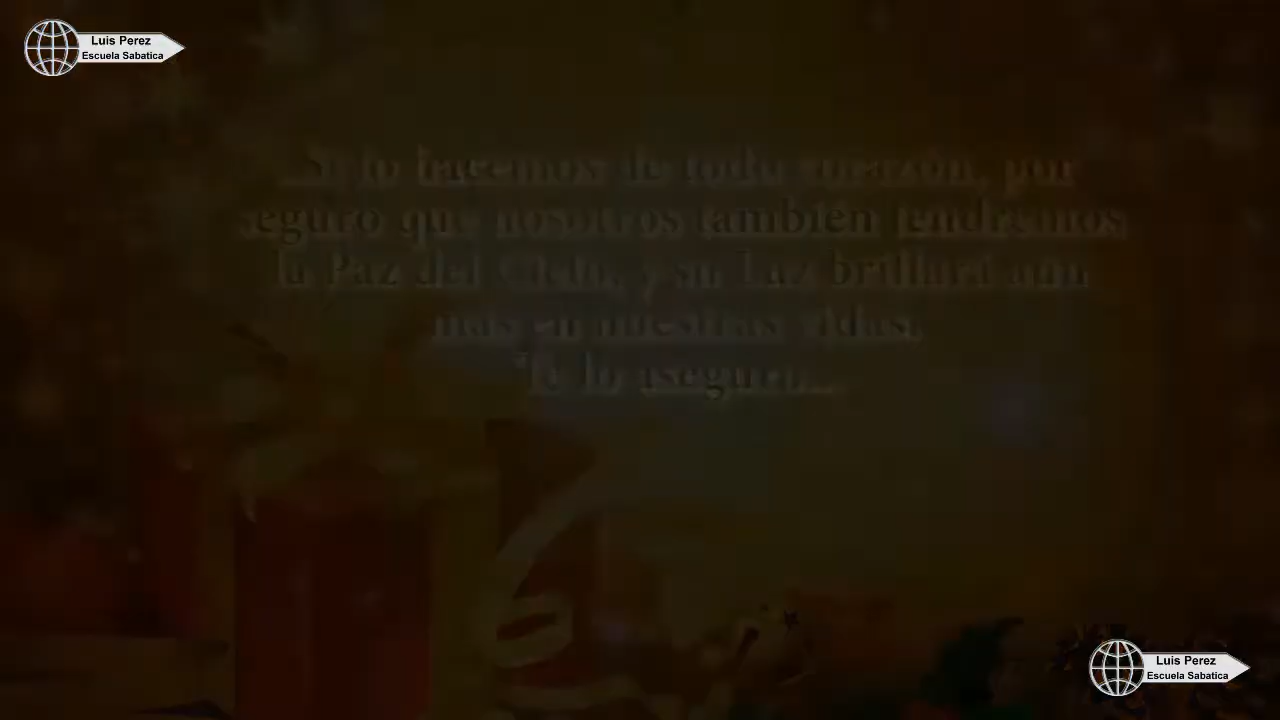 Luis Perez
Escuela Sabatica
Si lo hacemos de todo corazón, por
seguro que nosotros también tendremos
la Paz del Cielo, y su Luz brillará aún
más en nuestras vidas.
Te lo aseguro...
Luis Perez
Escuela Sabatica